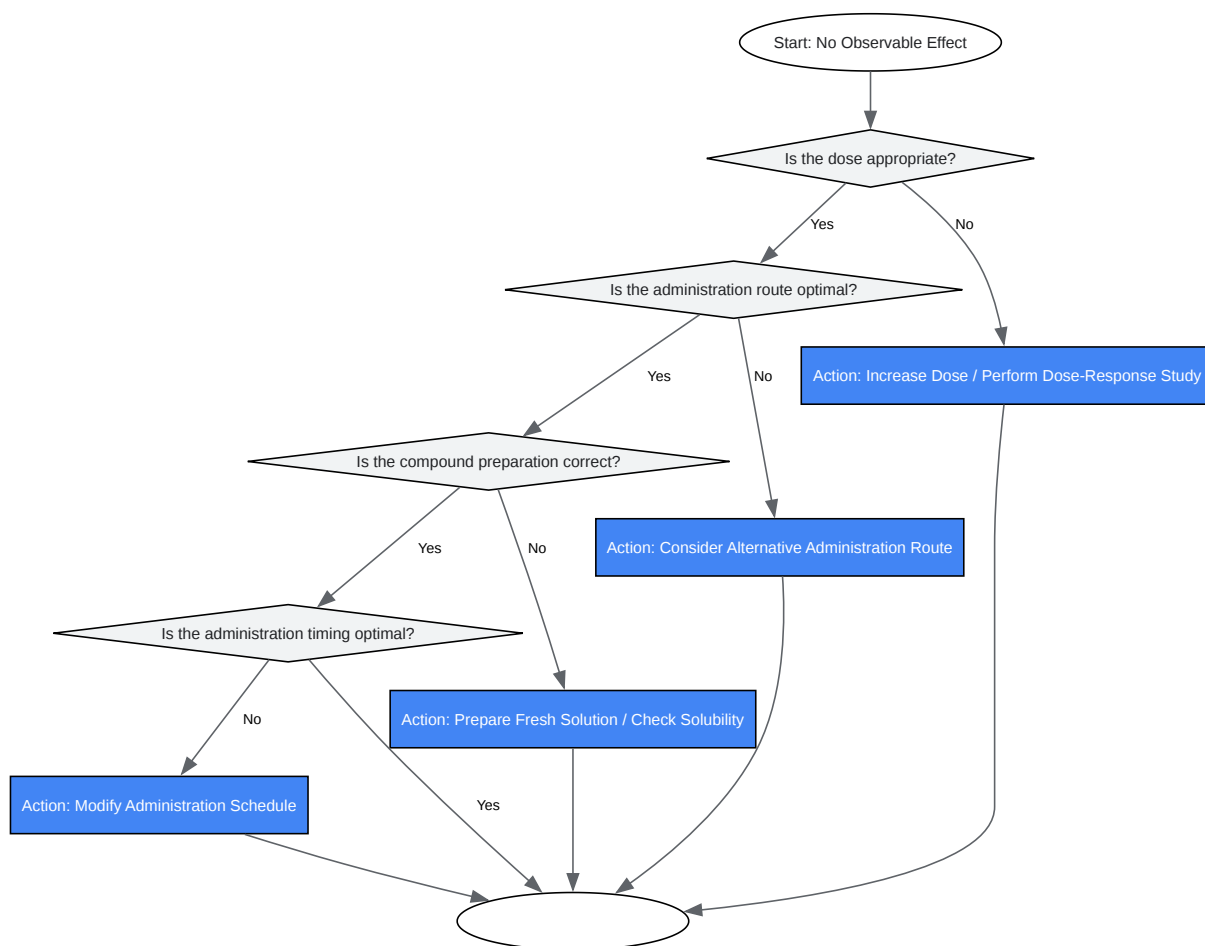 Start: No Observable Effect
Is the dose appropriate?
Yes
No
Is the administration route optimal?
Yes
No
Action: Increase Dose / Perform Dose-Response Study
Is the compound preparation correct?
Yes
No
Action: Consider Alternative Administration Route
Is the administration timing optimal?
No
Action: Prepare Fresh Solution / Check Solubility
Action: Modify Administration Schedule
Yes